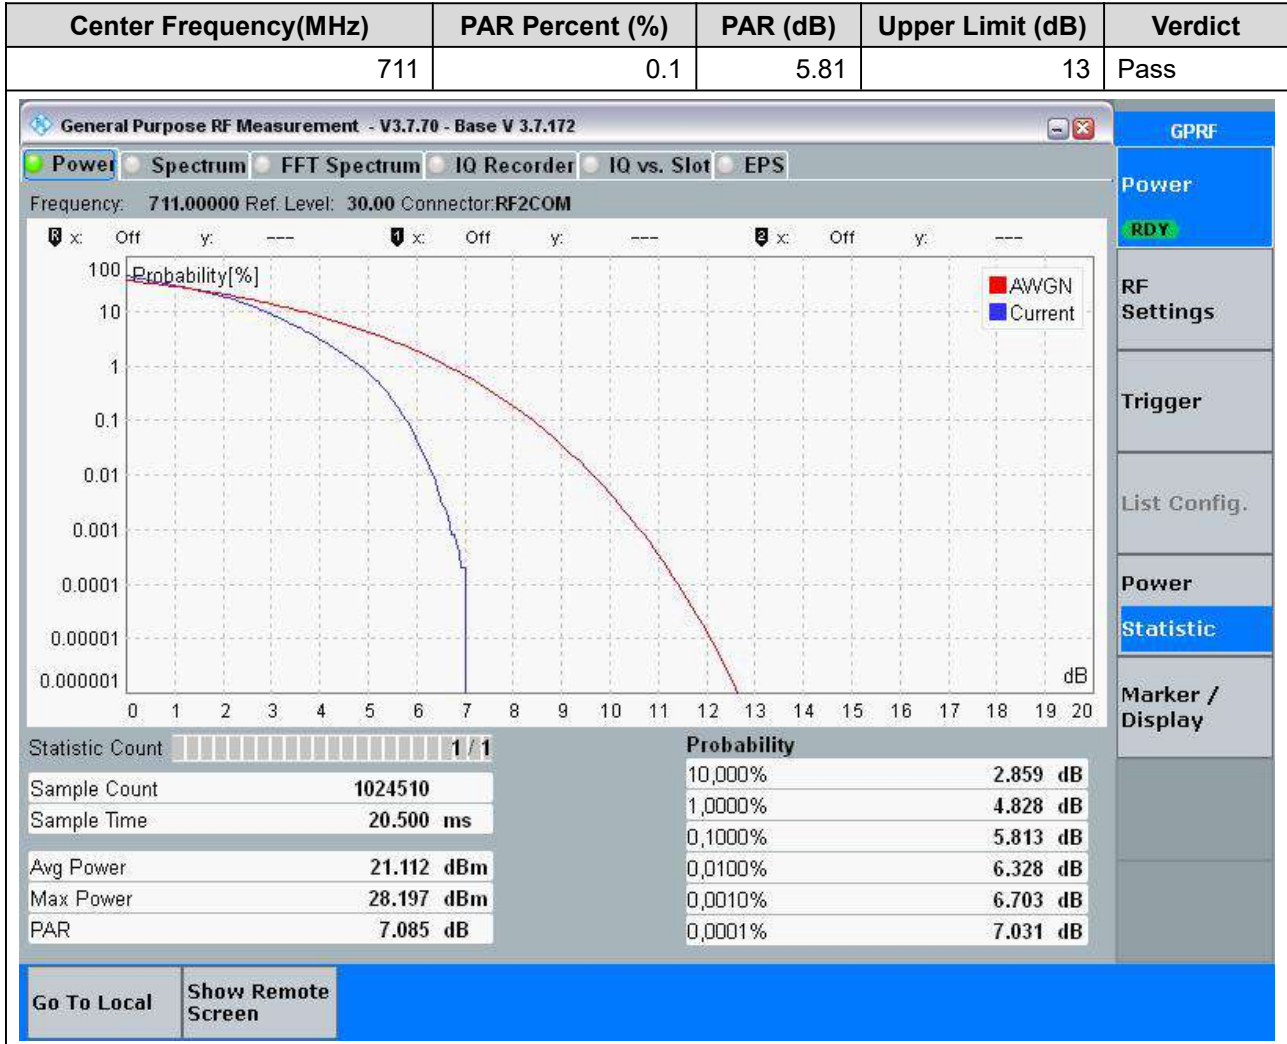 Center Frequency(MHz) PAR Percent (%) PAR (dB) Upper Limit (dB) Verdict
711 0.1 5.81 13 Pass
General Purpose RF Measurement - V3.7.70 - Base V 3.7.172
GPRF
Power Spectrum FFT Spectrum IQ Recorder IQ vs. Slot EPS
Frequency: 711.00000 Ref. Level: 30.00 Connector:RF2COM
R x: Off y: --- 1 x: Off y: --- 2 x: Off y: ---
Probability[%]
100
10
1
0.1
0.01
0.001
0.0001
0.00001
0.000001
AWGN
Current
dB
0 1 2 3 4 5 6 7 8 9 10 11 12 13 14 15 16 17 18 19 20
Statistic Count 1 / 1
Sample Count 1024510
Sample Time 20.500 ms
Avg Power 21.112 dBm
Max Power 28.197 dBm
PAR 7.085 dB
Probability
10,000% 2.859 dB
1,0000% 4.828 dB
0,1000% 5.813 dB
0,0100% 6.328 dB
0,0010% 6.703 dB
0,0001% 7.031 dB
Power
RDY
RF
Settings
Trigger
List Config.
Power
Statistic
Marker /
Display
Go To Local
Show Remote
Screen